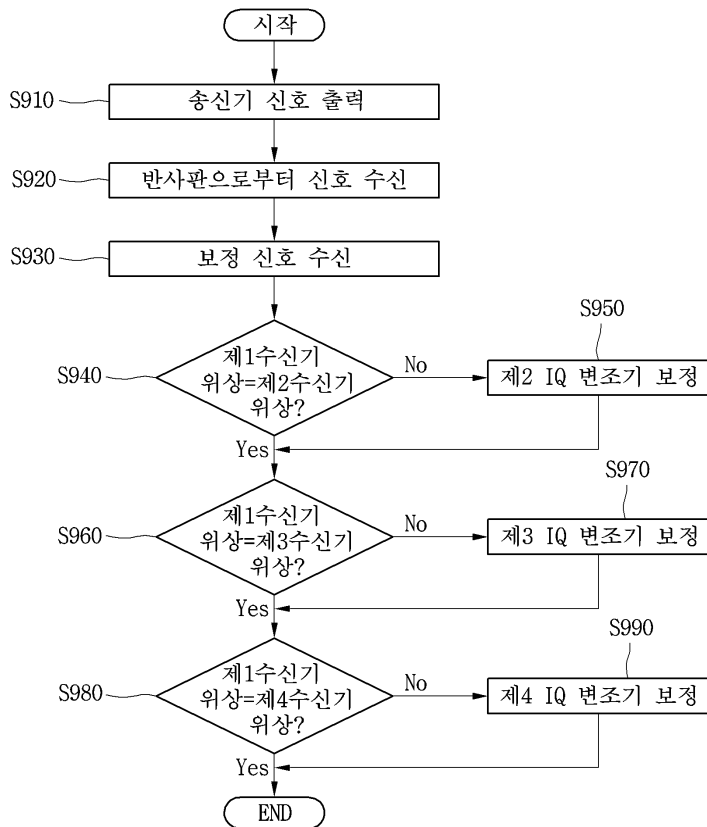 시작
S910
송신기 신호 출력
S920
반사판으로부터 신호 수신
S930
보정 신호 수신
S940
제1수신기
위상=제2수신기
위상?
No
S950
제2 IQ 변조기 보정
Yes
S960
제1수신기
위상=제3수신기
위상?
No
S970
제3 IQ 변조기 보정
Yes
S980
제1수신기
위상=제4수신기
위상?
No
S990
제4 IQ 변조기 보정
Yes
END